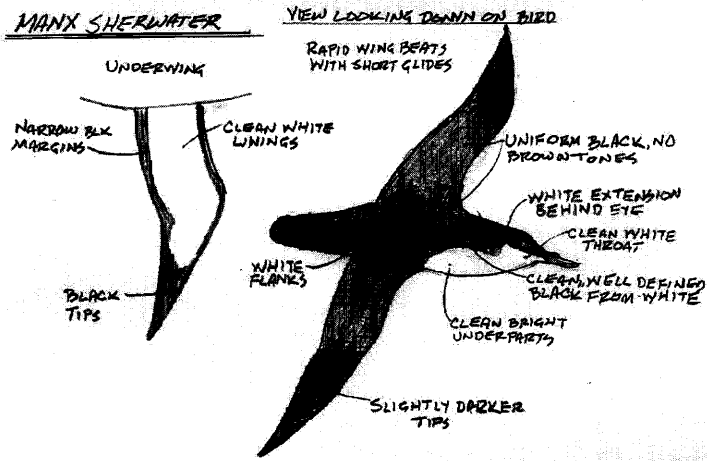 MANX SHERWATER
VIEW LOOKING DOWN ON BIRD
RAPID WING BEATS
WITH SHORT GLIDES
UNDERWING
NARROW BLK
MARGINS
CLEAN WHITE
LININGS
UNIFORM BLACK, NO
BROWN TONES
WHITE EXTENSION
BEHIND EYE
CLEAN WHITE
THROAT
WHITE
FLANKS
CLEAN, WELL DEFINED
BLACK FROM WHITE
BLACK
TIPS
CLEAN BRIGHT
UNDERPARTS
SLIGHTLY DARKER
TIPS